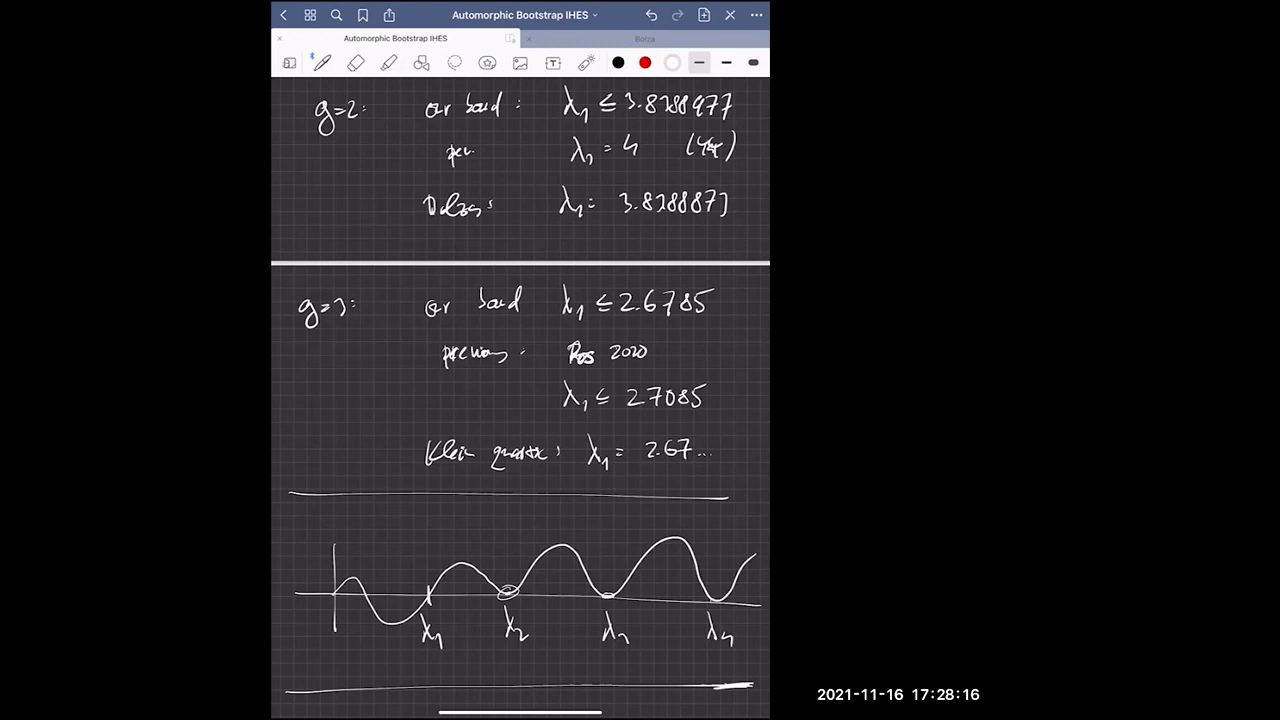 Automorphic Bootstrap IHES
Automorphic Bootstrap IHES
Bolza
g=2: our bound: λ₁ ≤ 3.8388977
λ₁ = 4
Bolza: λ₁ = 3.838887
g=3: our bound λ₁ ≤ 2.6785
previous: Ros 2020
λ₁ ≤ 2.7085
Klein quartic: λ₁ = 2.67...
λ₁ λ₂ λ₃ λ₄
2021-11-16 17:28:16